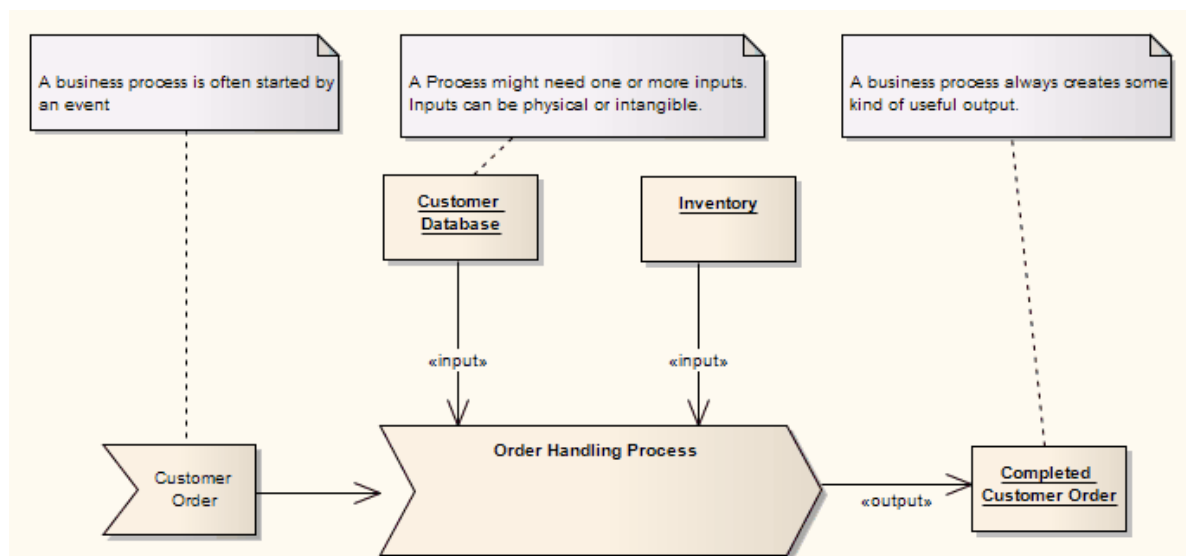 A business process is often started by
an event
A Process might need one or more inputs.
Inputs can be physical or intangible.
A business process always creates some
kind of useful output.
Customer
Database
Inventory
«input»
«input»
Order Handling Process
Customer
Order
«output»
Completed
Customer Order